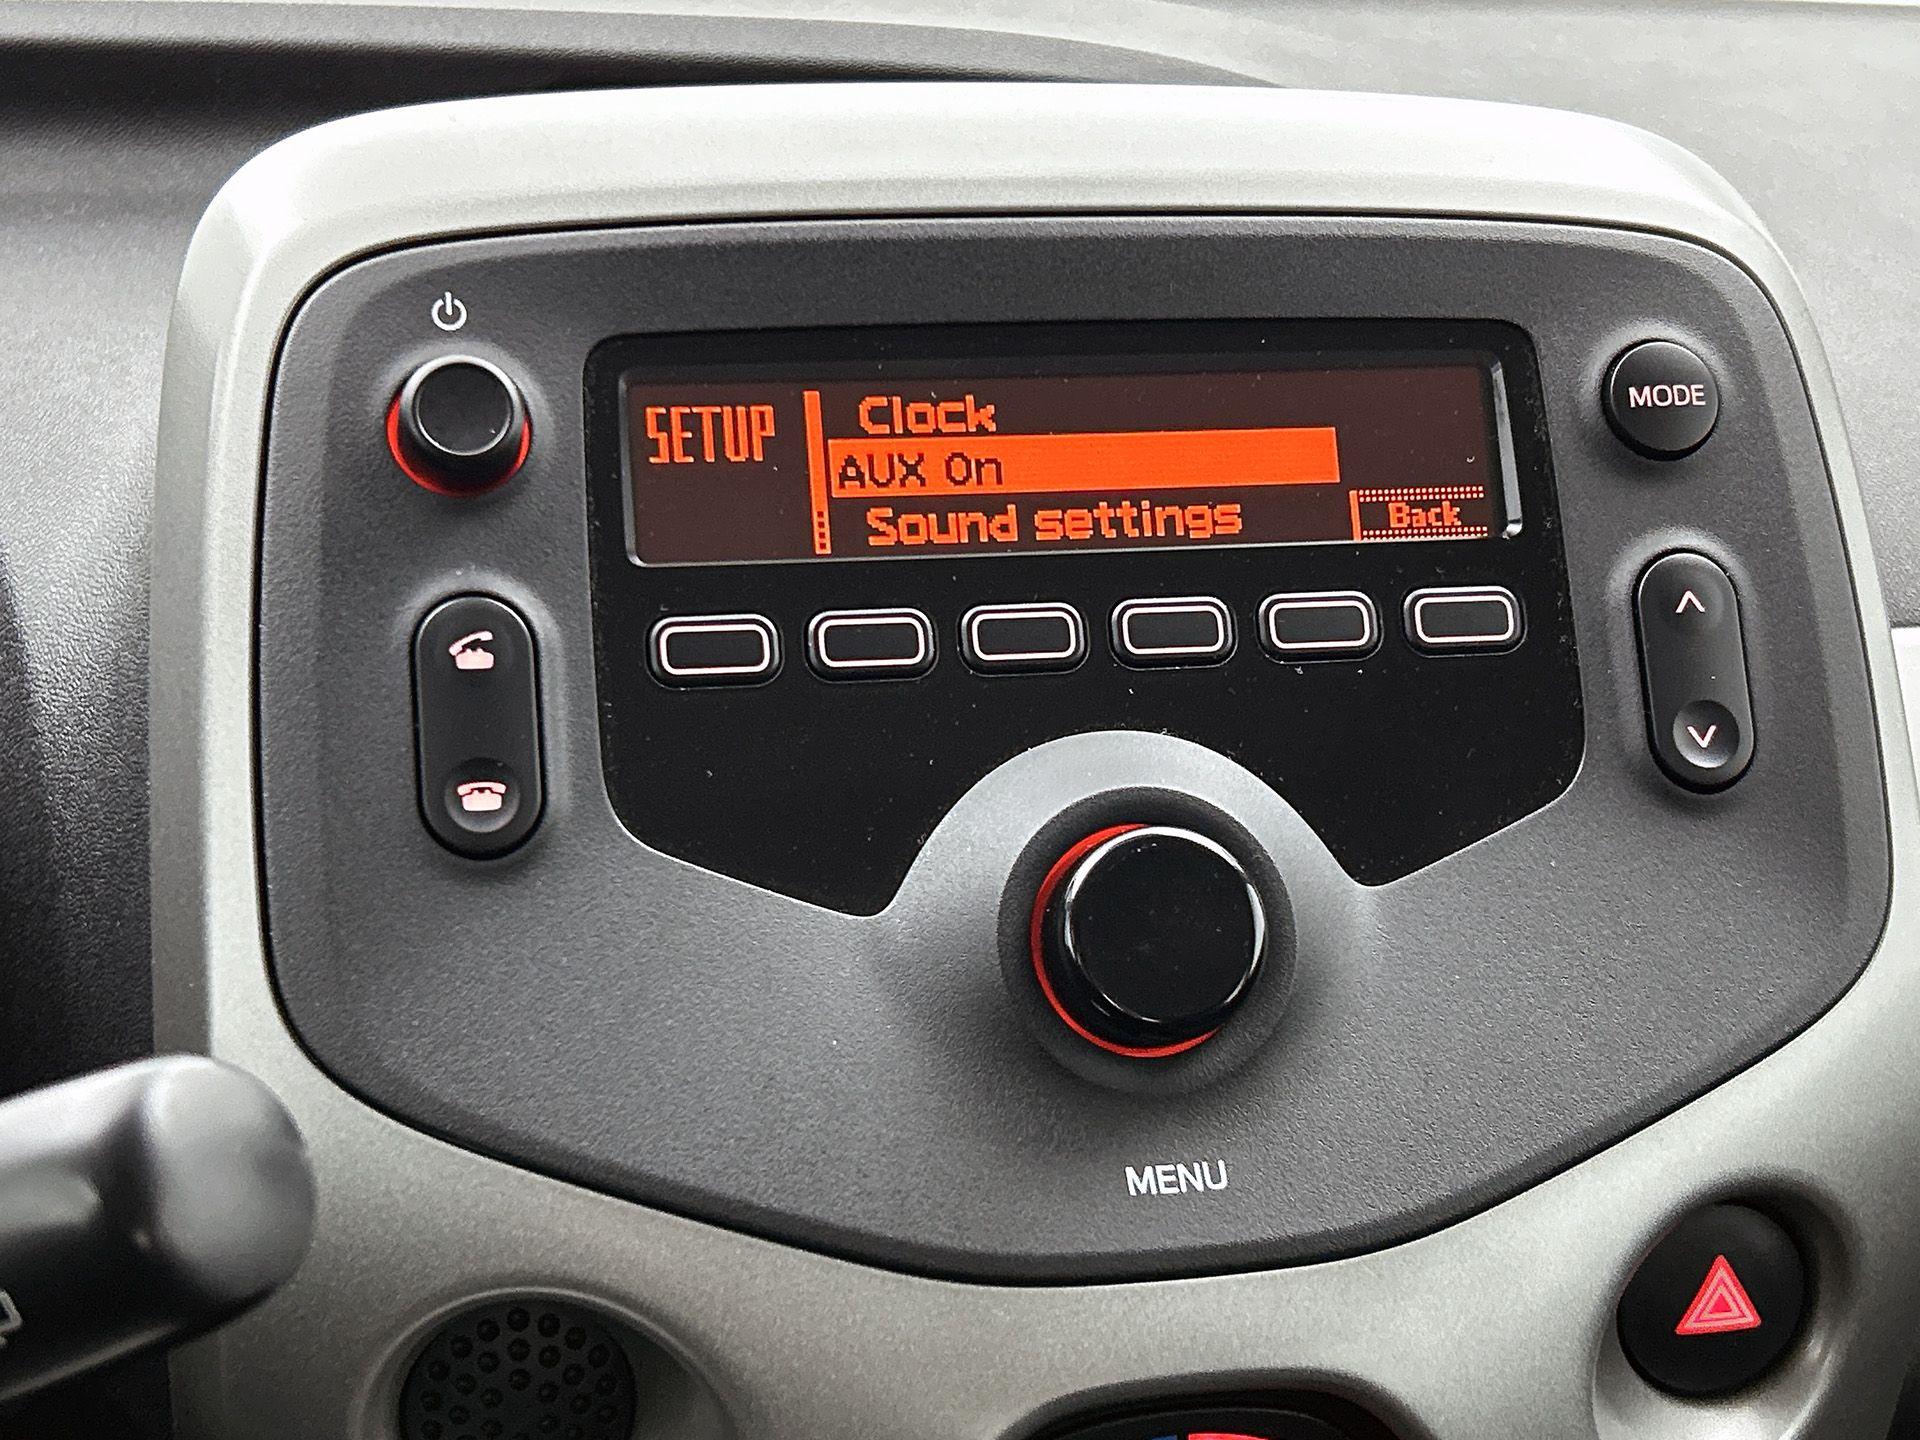 SETUP
Clock
AUX On
Sound settings
Back
MODE
MENU